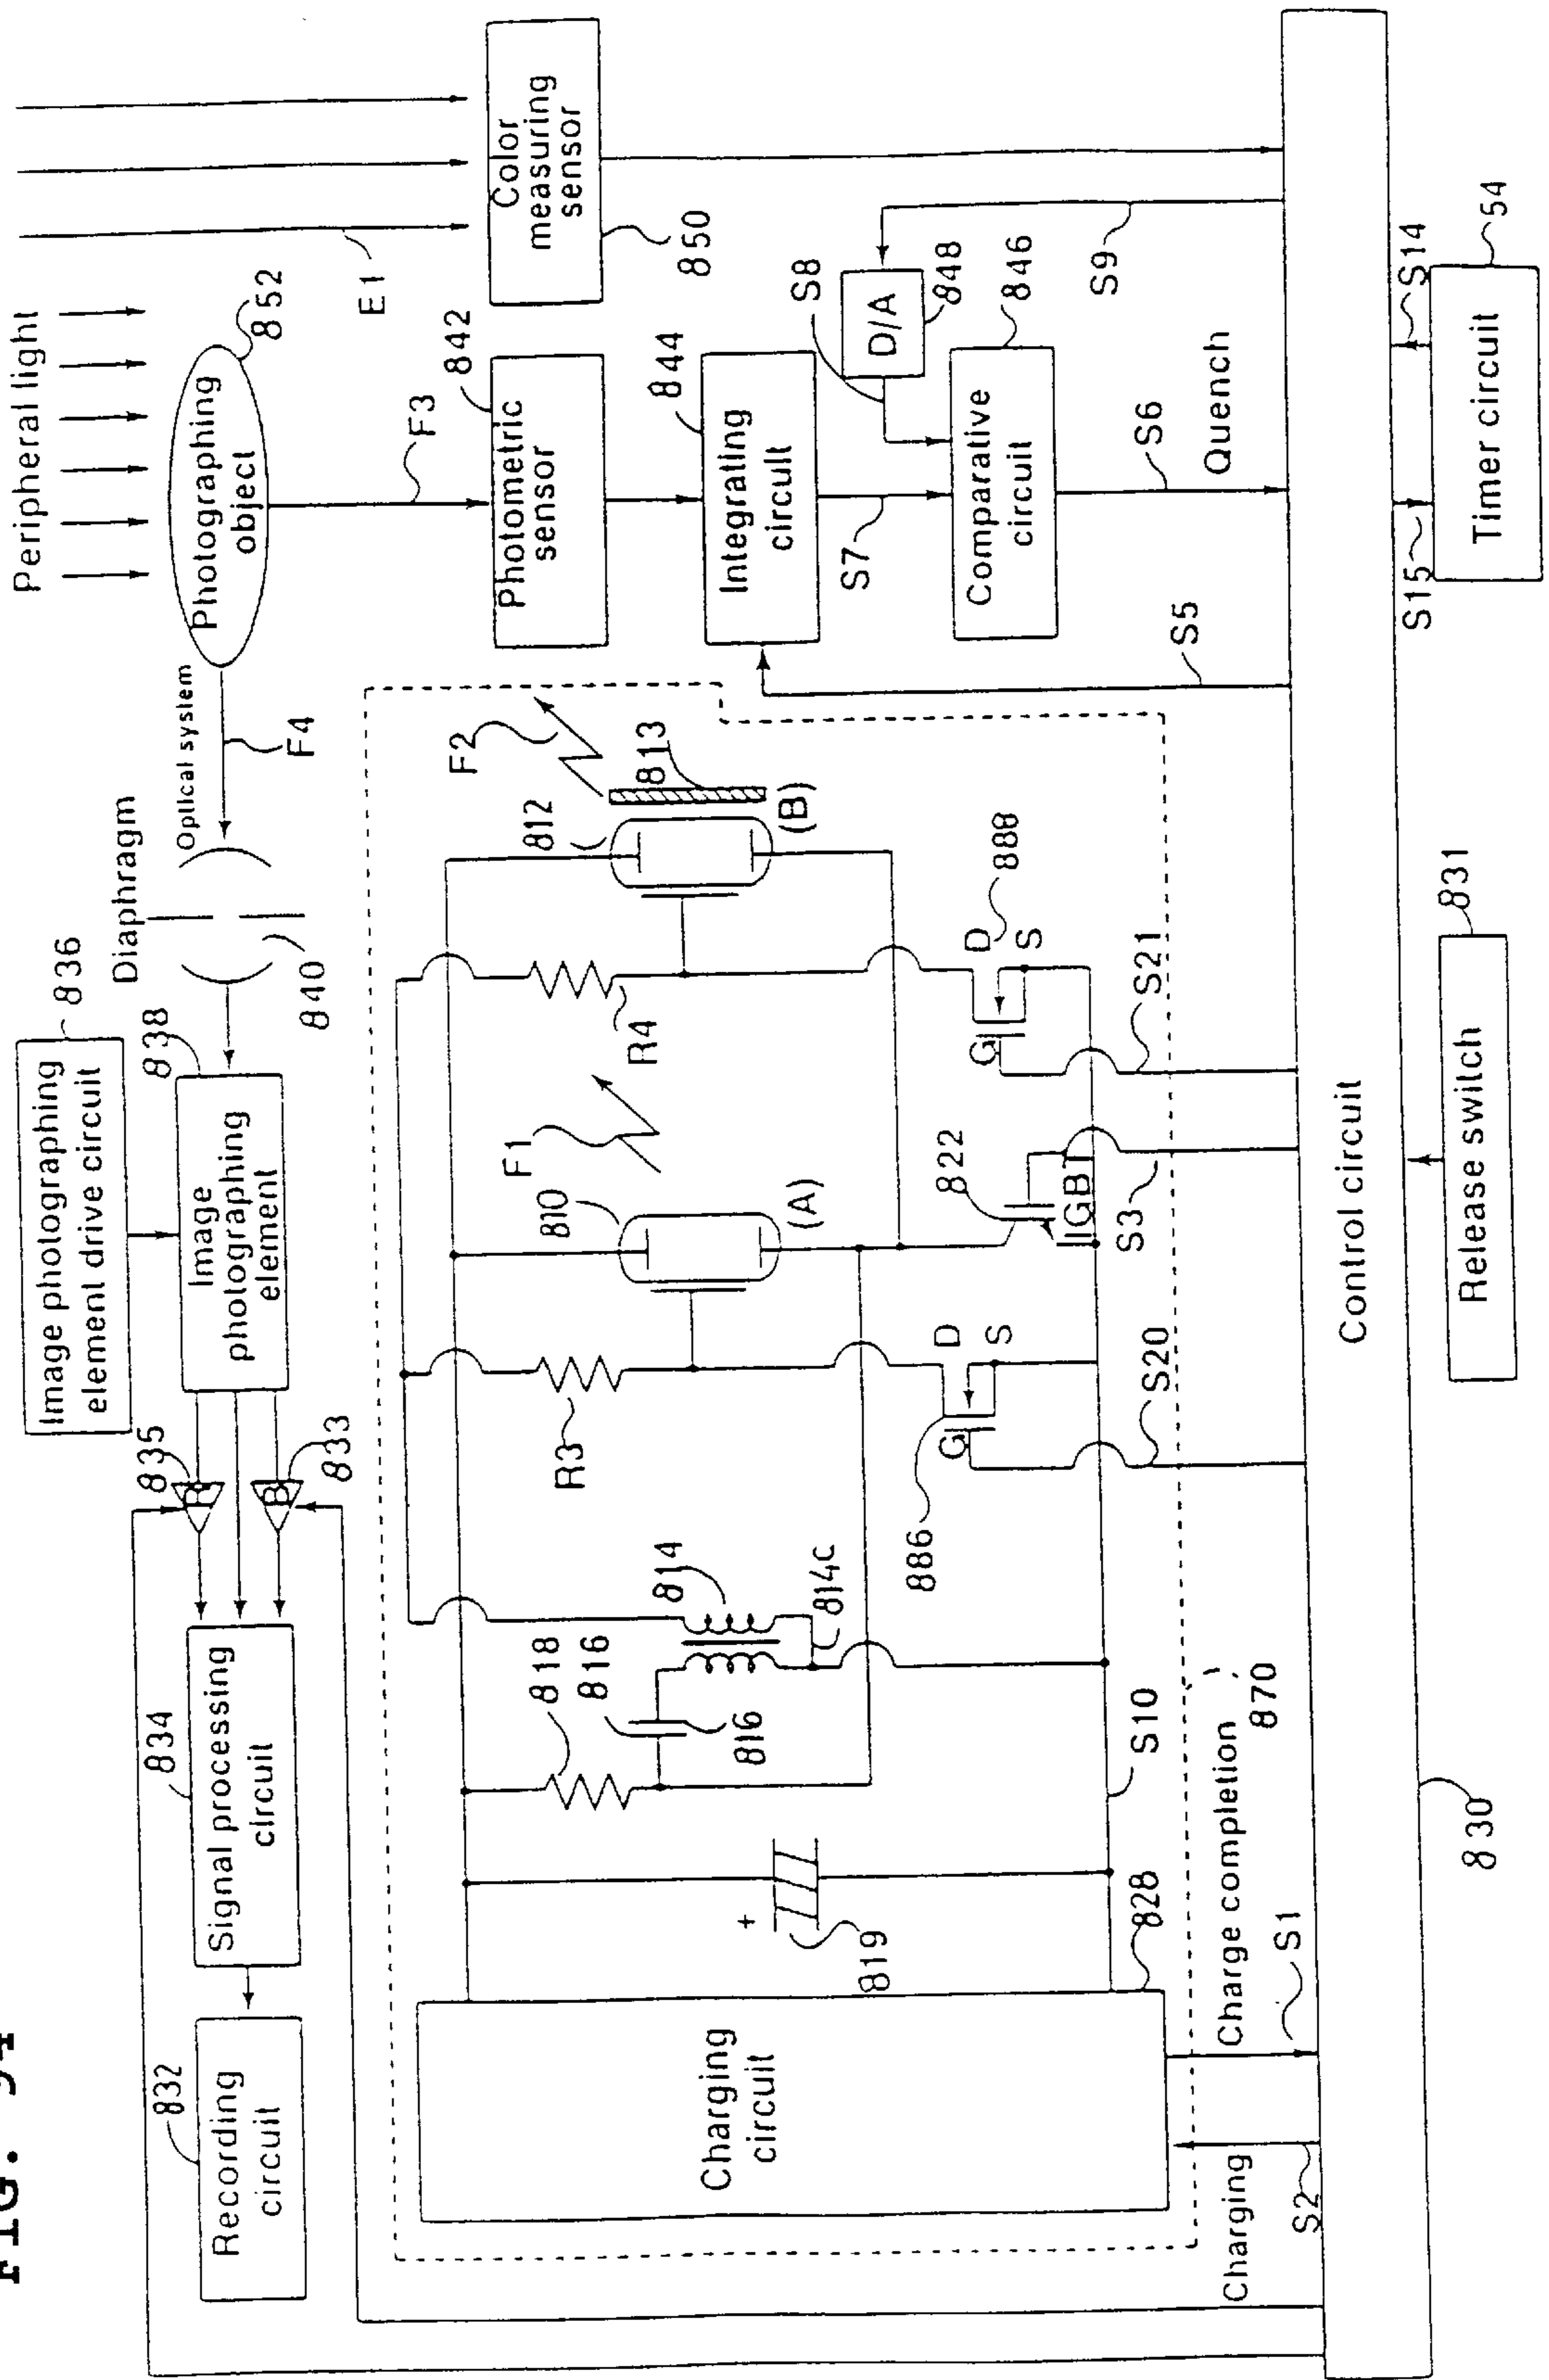 FIG. 54
Peripheral light
E1
Photographing
object
852
Optical system
F4
Diaphragm
840
Image photographing
element drive circuit
836
Image
photographing
element
838
R
835
B
833
Signal processing
circuit
834
Recording
circuit
832
Color
measuring
sensor
850
F3
Photometric
sensor
842
Integrating
circuit
844
S7
D/A
848
S8
S9
Comparative
circuit
846
S6
Quench
S5
F2
813
812
(B)
R4
F1
810
(A)
R3
814
814C
818
816
816
+
819
D
S
G
888
S21
822
IGBT
S3
D
S
G
886
S20
S10
828
Charging
circuit
870
Charge completion
S1
Charging
S2
Control circuit
830
Release switch
831
Timer circuit
54
S14
S15